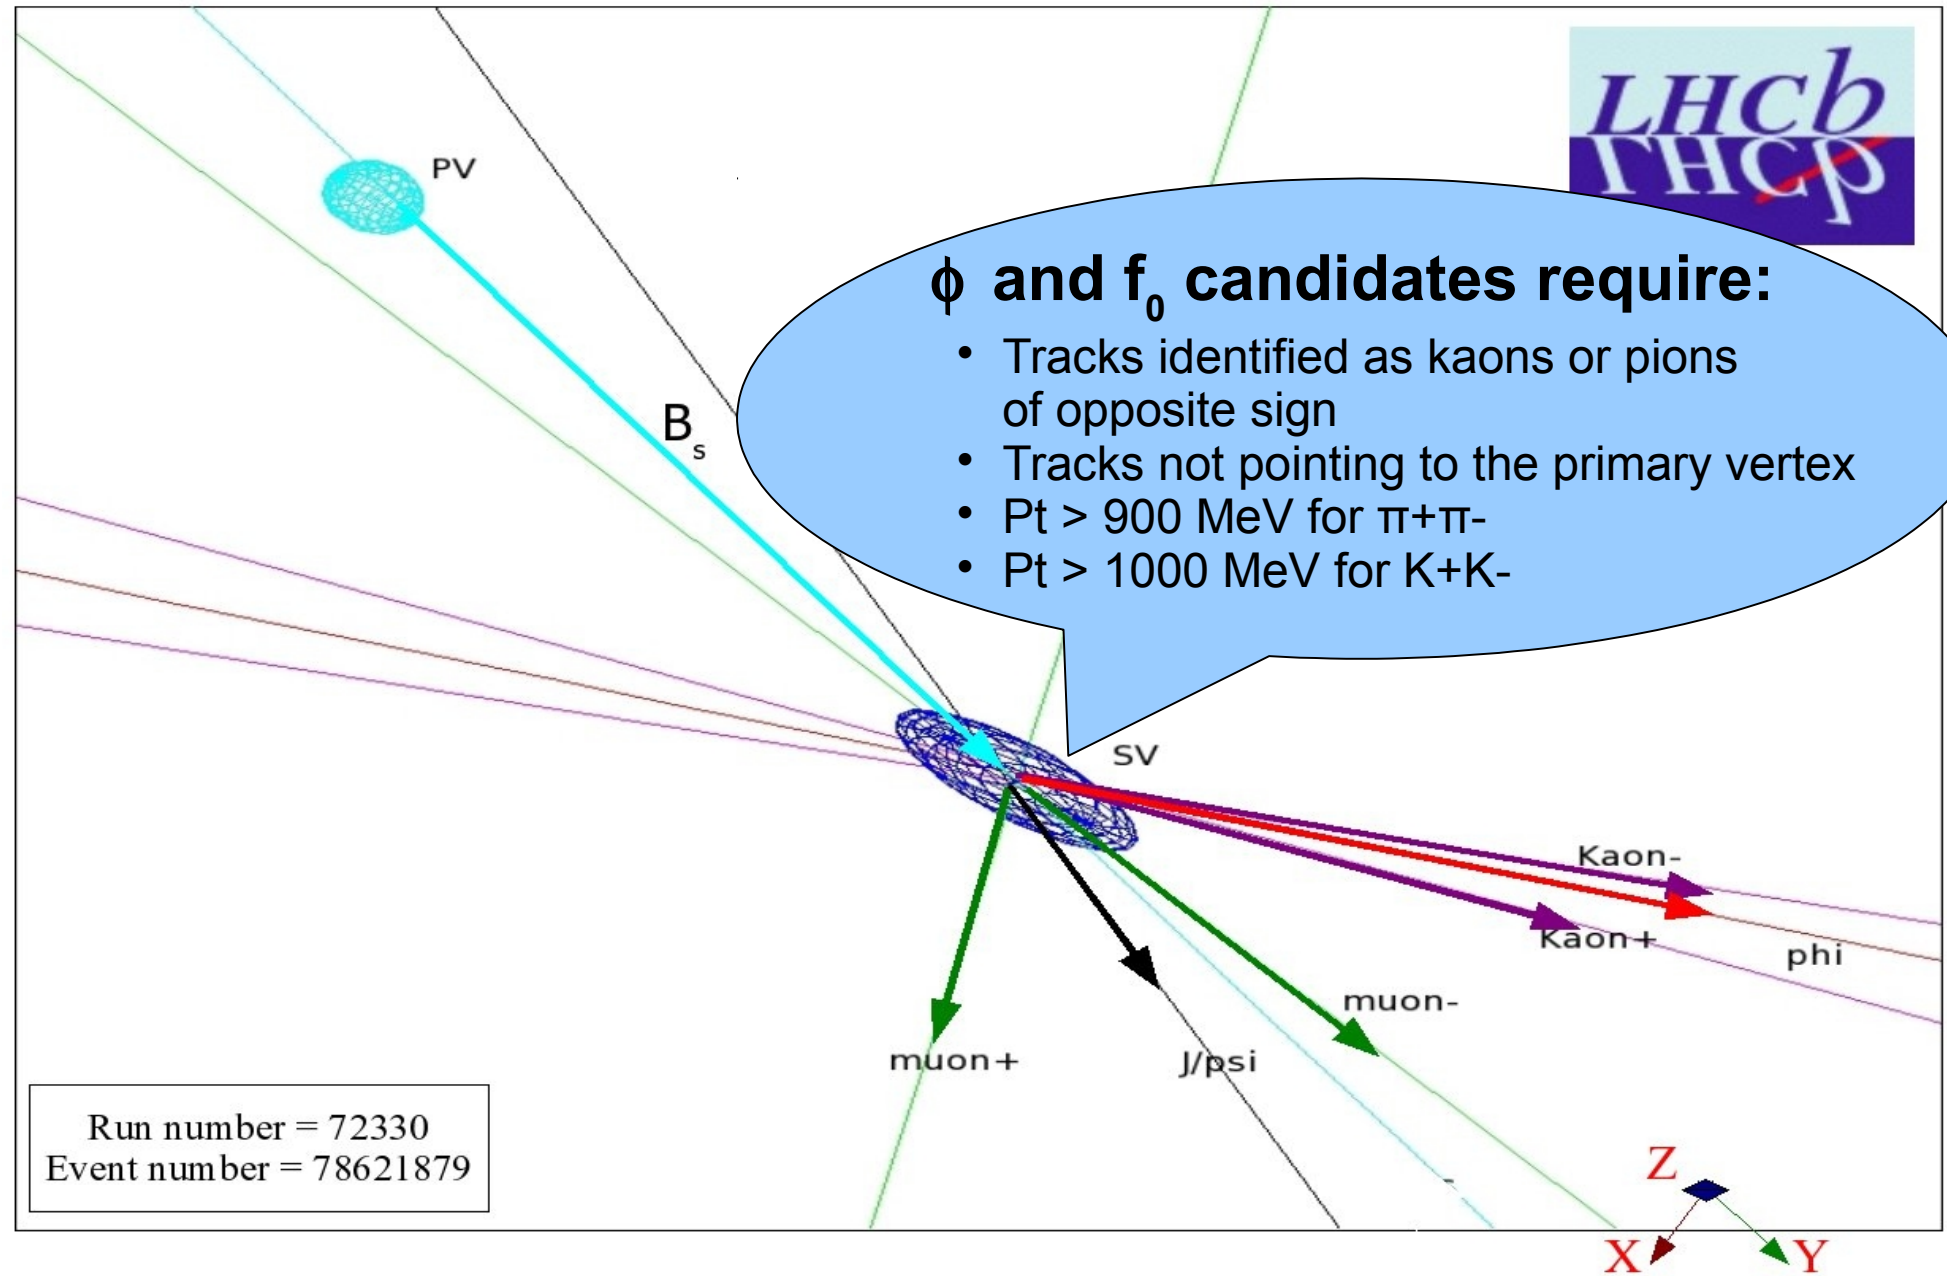 LHCb
LHCb
PV
ϕ and f0 candidates require:
• Tracks identified as kaons or pions
of opposite sign
• Tracks not pointing to the primary vertex
• Pt > 900 MeV for π+π-
• Pt > 1000 MeV for K+K-
Bs
SV
Kaon-
Kaon+
phi
muon-
muon+
J/psi
Run number = 72330
Event number = 78621879
Z
X
Y